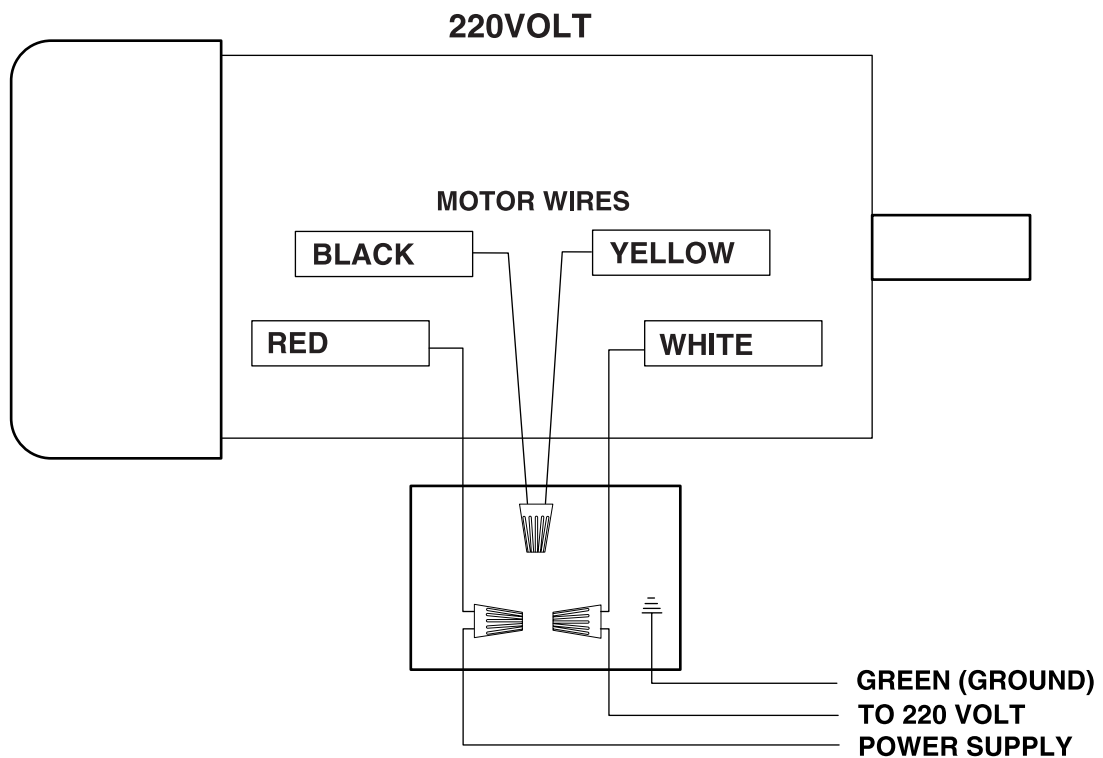 220VOLT
MOTOR WIRES
BLACK
YELLOW
RED
WHITE
GREEN (GROUND)
TO 220 VOLT
POWER SUPPLY